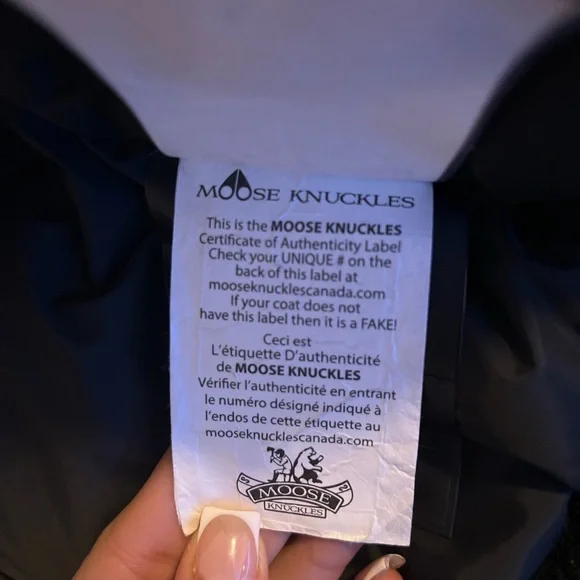 MOOSE KNUCKLES
This is the MOOSE KNUCKLES
Certificate of Authenticity Label
Check your UNIQUE # on the
back of this label at
mooseknucklescanada.com
If your coat does not
have this label then it is a FAKE!
Ceci est
L'étiquette D'authenticité
de MOOSE KNUCKLES
Vérifier l'authenticité en entrant
le numéro désigné indiqué à
l'endos de cette étiquette au
mooseknucklescanada.com
MOOSE
KNUCKLES